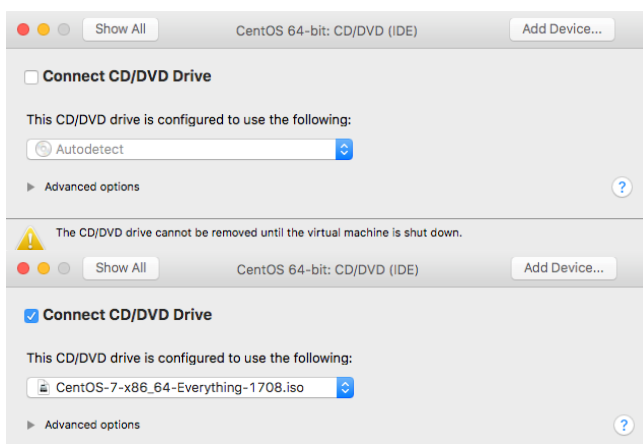 Show All CentOS 64-bit: CD/DVD (IDE) Add Device...
Connect CD/DVD Drive
This CD/DVD drive is configured to use the following:
Autodetect
Advanced options ?
The CD/DVD drive cannot be removed until the virtual machine is shut down.
Show All CentOS 64-bit: CD/DVD (IDE) Add Device...
Connect CD/DVD Drive
This CD/DVD drive is configured to use the following:
CentOS-7-x86_64-Everything-1708.iso
Advanced options ?